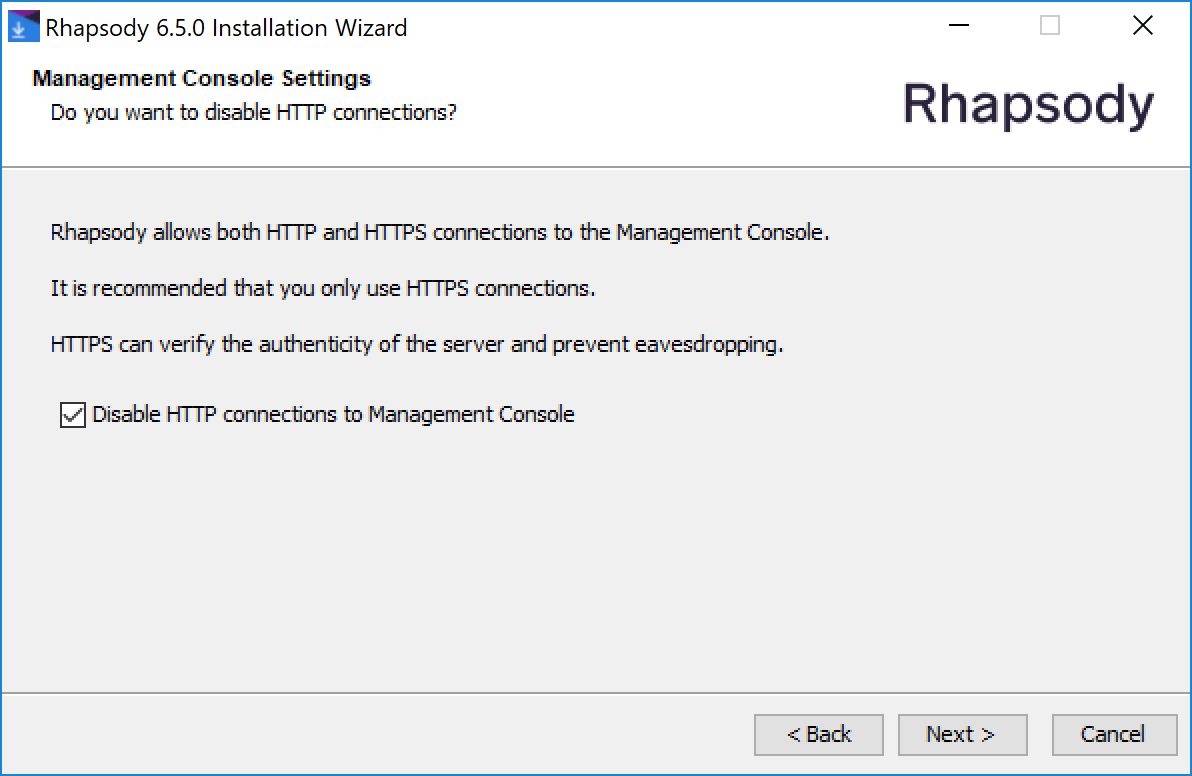 Rhapsody 6.5.0 Installation Wizard
Management Console Settings
Do you want to disable HTTP connections?
Rhapsody
Rhapsody allows both HTTP and HTTPS connections to the Management Console.
It is recommended that you only use HTTPS connections.
HTTPS can verify the authenticity of the server and prevent eavesdropping.
Disable HTTP connections to Management Console
< Back
Next >
Cancel